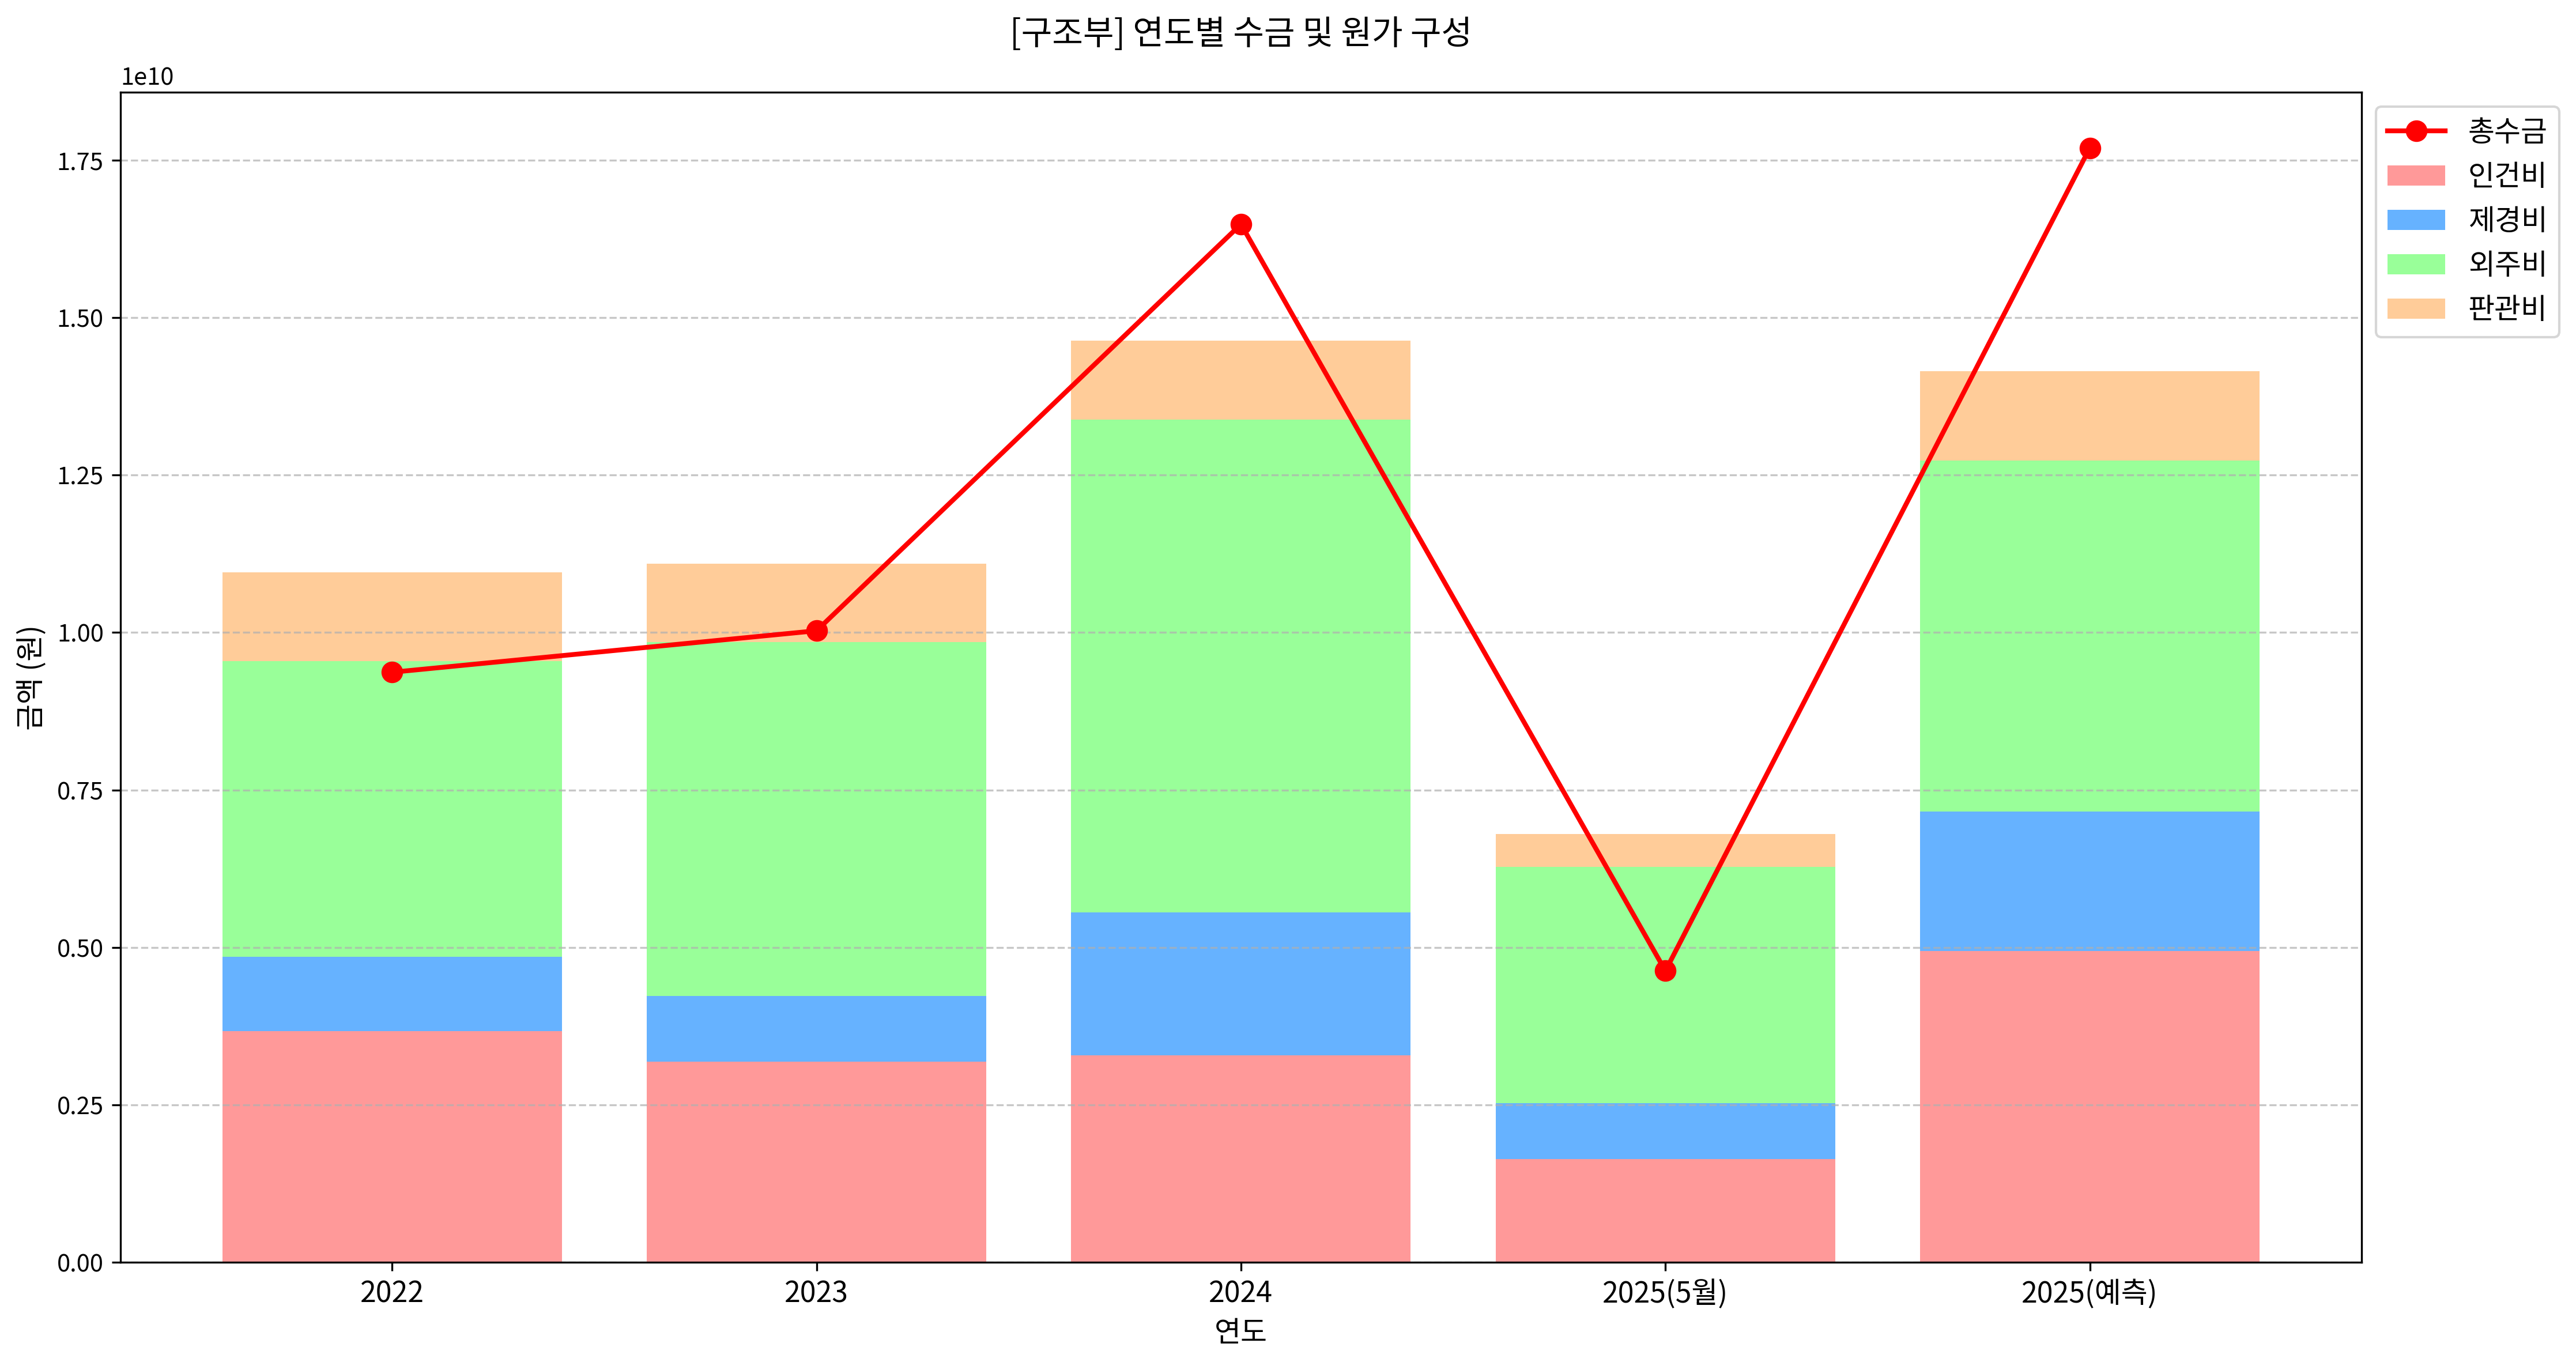 [구조부] 연도별 수금 및 원가 구성
1e10
1.75
1.50
1.25
1.00
0.75
0.50
0.25
0.00
금액 (원)
2022
2023
2024
2025(5월)
2025(예측)
연도
총수금
인건비
제경비
외주비
판관비